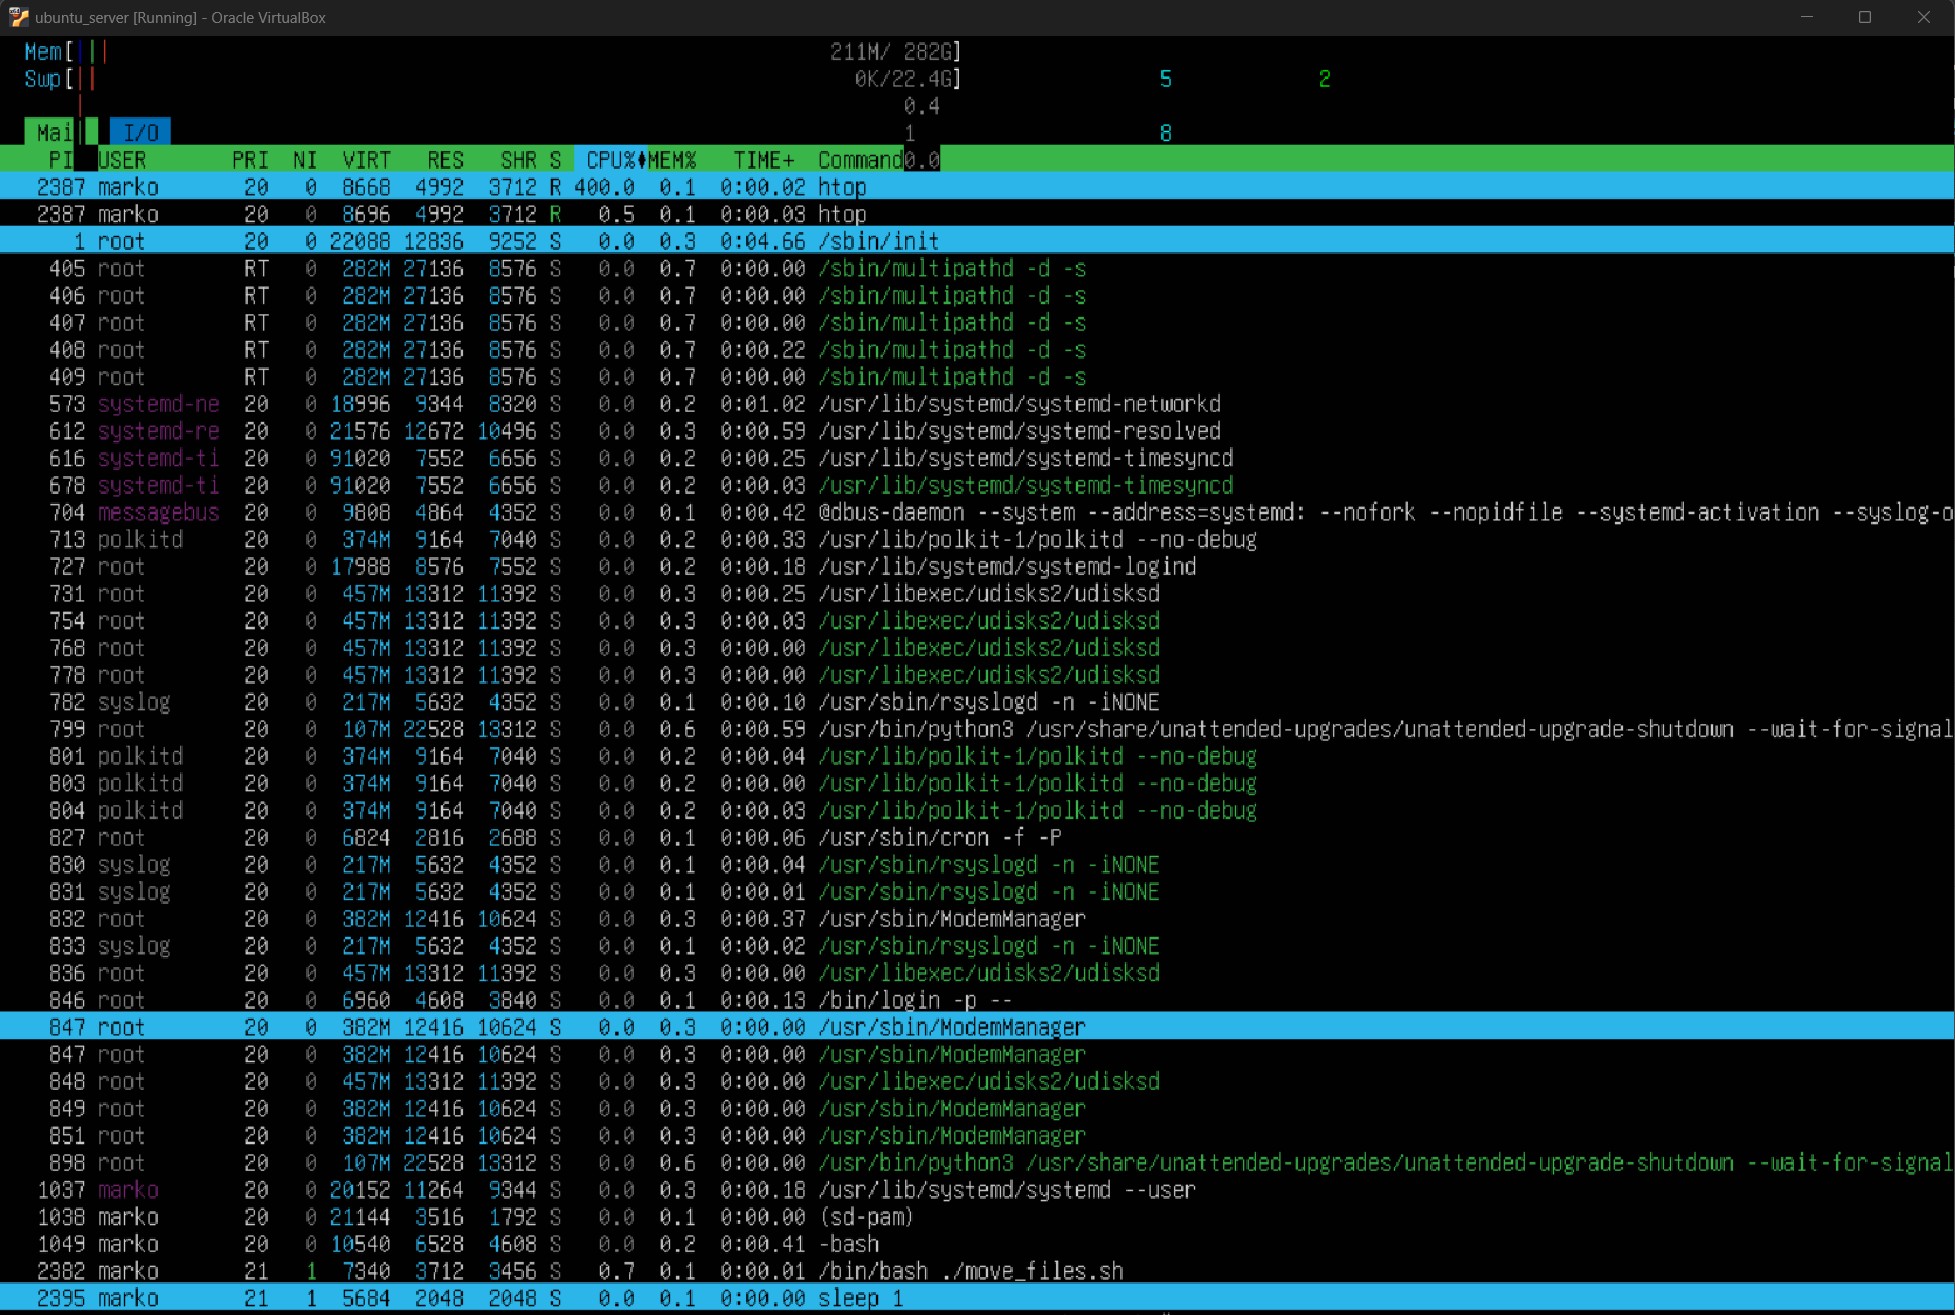 ubuntu_server [Running] - Oracle VirtualBox
Mem[||| 211M/ 282G]
Swp[|| 0K/22.4G] 5 2
0.4
Mai I/O 1 8
PI USER PRI NI VIRT RES SHR S CPU% MEM% TIME+ Command 0.0
2387 marko 20 0 8668 4992 3712 R 400.0 0.1 0:00.02 htop
2387 marko 20 0 8696 4992 3712 R 0.5 0.1 0:00.03 htop
1 root 20 0 22088 12836 9252 S 0.0 0.3 0:04.66 /sbin/init
405 root RT 0 282M 27136 8576 S 0.0 0.7 0:00.00 /sbin/multipathd -d -s
406 root RT 0 282M 27136 8576 S 0.0 0.7 0:00.00 /sbin/multipathd -d -s
407 root RT 0 282M 27136 8576 S 0.0 0.7 0:00.00 /sbin/multipathd -d -s
408 root RT 0 282M 27136 8576 S 0.0 0.7 0:00.22 /sbin/multipathd -d -s
409 root RT 0 282M 27136 8576 S 0.0 0.7 0:00.00 /sbin/multipathd -d -s
573 systemd-ne 20 0 18996 9344 8320 S 0.0 0.2 0:01.02 /usr/lib/systemd/systemd-networkd
612 systemd-re 20 0 21576 12672 10496 S 0.0 0.3 0:00.59 /usr/lib/systemd/systemd-resolved
616 systemd-ti 20 0 91020 7552 6656 S 0.0 0.2 0:00.25 /usr/lib/systemd/systemd-timesyncd
678 systemd-ti 20 0 91020 7552 6656 S 0.0 0.2 0:00.03 /usr/lib/systemd/systemd-timesyncd
704 messagebus 20 0 9808 4864 4352 S 0.0 0.1 0:00.42 @dbus-daemon --system --address=systemd: --nofork --nopidfile --systemd-activation --syslog-o
713 polkitd 20 0 374M 9164 7040 S 0.0 0.2 0:00.33 /usr/lib/polkit-1/polkitd --no-debug
727 root 20 0 17988 8576 7552 S 0.0 0.2 0:00.18 /usr/lib/systemd/systemd-logind
731 root 20 0 457M 13312 11392 S 0.0 0.3 0:00.25 /usr/libexec/udisks2/udisksd
754 root 20 0 457M 13312 11392 S 0.0 0.3 0:00.03 /usr/libexec/udisks2/udisksd
768 root 20 0 457M 13312 11392 S 0.0 0.3 0:00.00 /usr/libexec/udisks2/udisksd
778 root 20 0 457M 13312 11392 S 0.0 0.3 0:00.00 /usr/libexec/udisks2/udisksd
782 syslog 20 0 217M 5632 4352 S 0.0 0.1 0:00.10 /usr/sbin/rsyslogd -n -iNONE
799 root 20 0 107M 22528 13312 S 0.0 0.6 0:00.59 /usr/bin/python3 /usr/share/unattended-upgrades/unattended-upgrade-shutdown --wait-for-signal
801 polkitd 20 0 374M 9164 7040 S 0.0 0.2 0:00.04 /usr/lib/polkit-1/polkitd --no-debug
803 polkitd 20 0 374M 9164 7040 S 0.0 0.2 0:00.00 /usr/lib/polkit-1/polkitd --no-debug
804 polkitd 20 0 374M 9164 7040 S 0.0 0.2 0:00.03 /usr/lib/polkit-1/polkitd --no-debug
827 root 20 0 6824 2816 2688 S 0.0 0.1 0:00.06 /usr/sbin/cron -f -P
830 syslog 20 0 217M 5632 4352 S 0.0 0.1 0:00.04 /usr/sbin/rsyslogd -n -iNONE
831 syslog 20 0 217M 5632 4352 S 0.0 0.1 0:00.01 /usr/sbin/rsyslogd -n -iNONE
832 root 20 0 382M 12416 10624 S 0.0 0.3 0:00.37 /usr/sbin/ModemManager
833 syslog 20 0 217M 5632 4352 S 0.0 0.1 0:00.02 /usr/sbin/rsyslogd -n -iNONE
836 root 20 0 457M 13312 11392 S 0.0 0.3 0:00.00 /usr/libexec/udisks2/udisksd
846 root 20 0 6960 4608 3840 S 0.0 0.1 0:00.13 /bin/login -p --
847 root 20 0 382M 12416 10624 S 0.0 0.3 0:00.00 /usr/sbin/ModemManager
847 root 20 0 382M 12416 10624 S 0.0 0.3 0:00.00 /usr/sbin/ModemManager
848 root 20 0 457M 13312 11392 S 0.0 0.3 0:00.00 /usr/libexec/udisks2/udisksd
849 root 20 0 382M 12416 10624 S 0.0 0.3 0:00.00 /usr/sbin/ModemManager
851 root 20 0 382M 12416 10624 S 0.0 0.3 0:00.00 /usr/sbin/ModemManager
898 root 20 0 107M 22528 13312 S 0.0 0.6 0:00.00 /usr/bin/python3 /usr/share/unattended-upgrades/unattended-upgrade-shutdown --wait-for-signal
1037 marko 20 0 20152 11264 9344 S 0.0 0.3 0:00.18 /usr/lib/systemd/systemd --user
1038 marko 20 0 21144 3516 1792 S 0.0 0.1 0:00.00 (sd-pam)
1049 marko 20 0 10540 6528 4608 S 0.0 0.2 0:00.41 -bash
2382 marko 21 1 7340 3712 3456 S 0.7 0.1 0:00.01 /bin/bash ./move_files.sh
2395 marko 21 1 5684 2048 2048 S 0.0 0.1 0:00.00 sleep 1